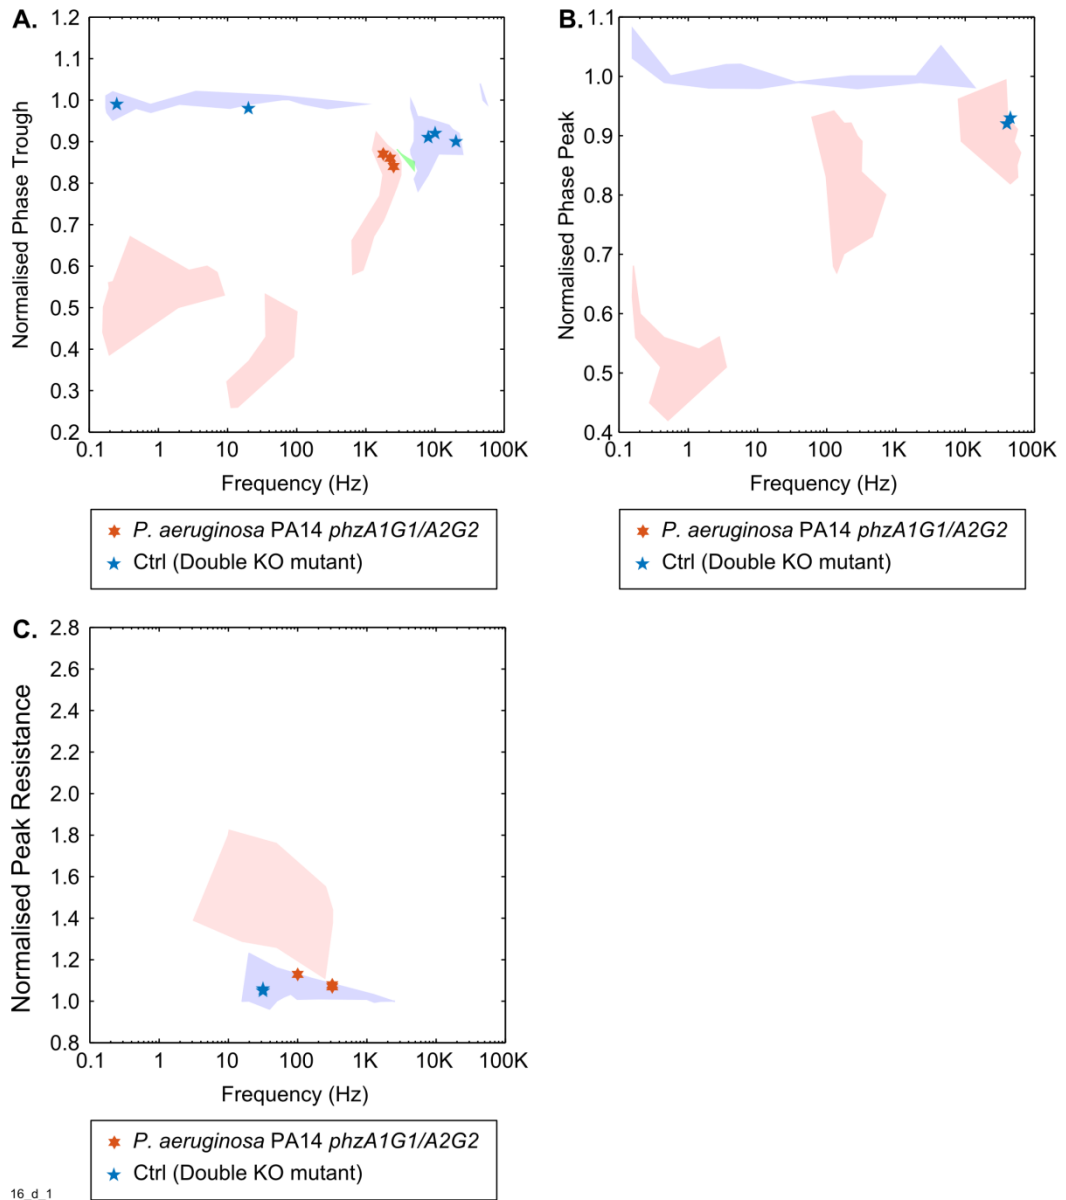 A.
1.2
1.1
1.0
0.9
0.8
0.7
0.6
0.5
0.4
0.3
0.2
Normalised Phase Trough
0.1 1 10 100 1K 10K 100K
Frequency (Hz)
P. aeruginosa PA14 phzA1G1/A2G2
Ctrl (Double KO mutant)
B.
1.1
1.0
0.9
0.8
0.7
0.6
0.5
0.4
Normalised Phase Peak
0.1 1 10 100 1K 10K 100K
Frequency (Hz)
P. aeruginosa PA14 phzA1G1/A2G2
Ctrl (Double KO mutant)
C.
2.8
2.6
2.4
2.2
2.0
1.8
1.6
1.4
1.2
1.0
0.8
Normalised Peak Resistance
0.1 1 10 100 1K 10K 100K
Frequency (Hz)
P. aeruginosa PA14 phzA1G1/A2G2
Ctrl (Double KO mutant)
16_d_1